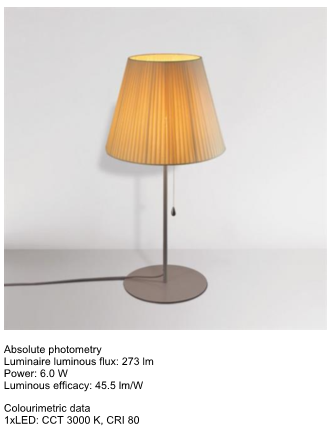 Absolute photometry
Luminaire luminous flux: 273 lm
Power: 6.0 W
Luminous efficacy: 45.5 lm/W
Colourimetric data
1xLED: CCT 3000 K, CRI 80